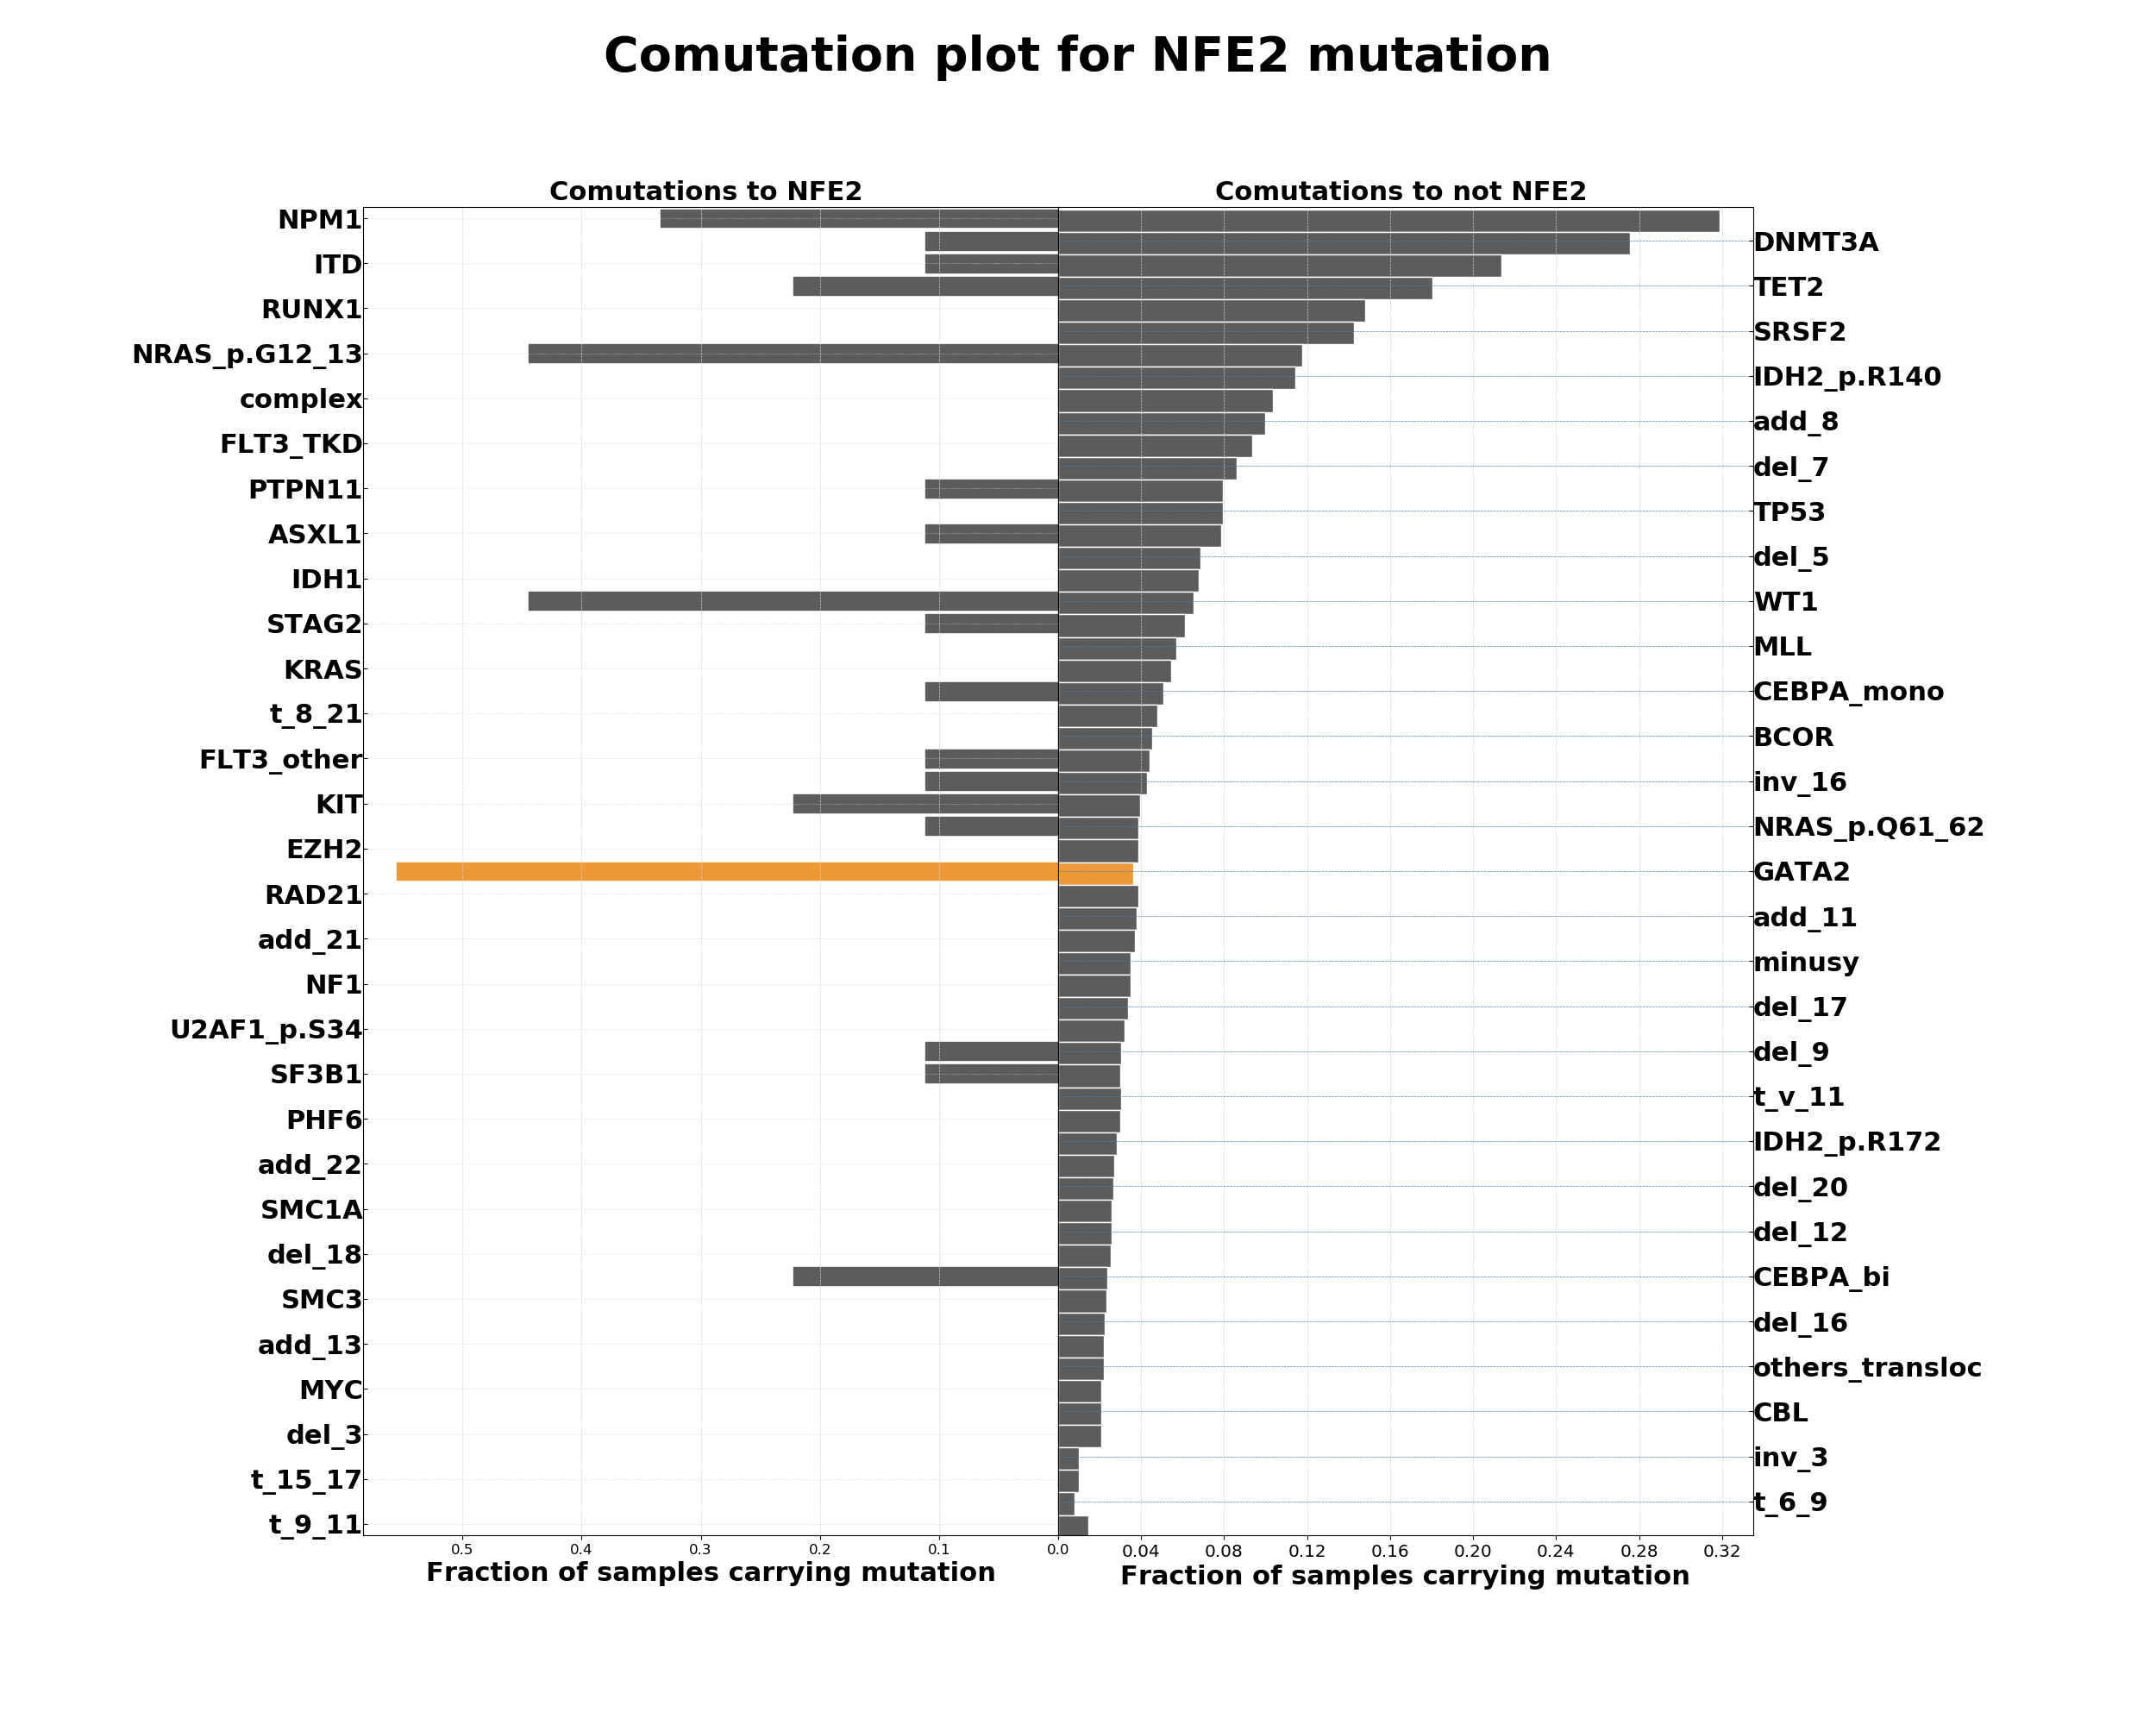 Comutation plot for NFE2 mutation
Comutations to NFE2
Comutations to not NFE2
NPM1
DNMT3A
ITD
TET2
RUNX1
SRSF2
NRAS_p.G12_13
IDH2_p.R140
complex
add_8
FLT3_TKD
del_7
PTPN11
TP53
ASXL1
del_5
IDH1
WT1
STAG2
MLL
KRAS
CEBPA_mono
t_8_21
BCOR
FLT3_other
inv_16
KIT
NRAS_p.Q61_62
EZH2
GATA2
RAD21
add_11
add_21
minusy
NF1
del_17
U2AF1_p.S34
del_9
SF3B1
t_v_11
PHF6
IDH2_p.R172
add_22
del_20
SMC1A
del_12
del_18
CEBPA_bi
SMC3
del_16
add_13
others_transloc
MYC
CBL
del_3
inv_3
t_15_17
t_6_9
t_9_11
0.5 0.4 0.3 0.2 0.1 0.0 0.04 0.08 0.12 0.16 0.20 0.24 0.28 0.32
Fraction of samples carrying mutation
Fraction of samples carrying mutation